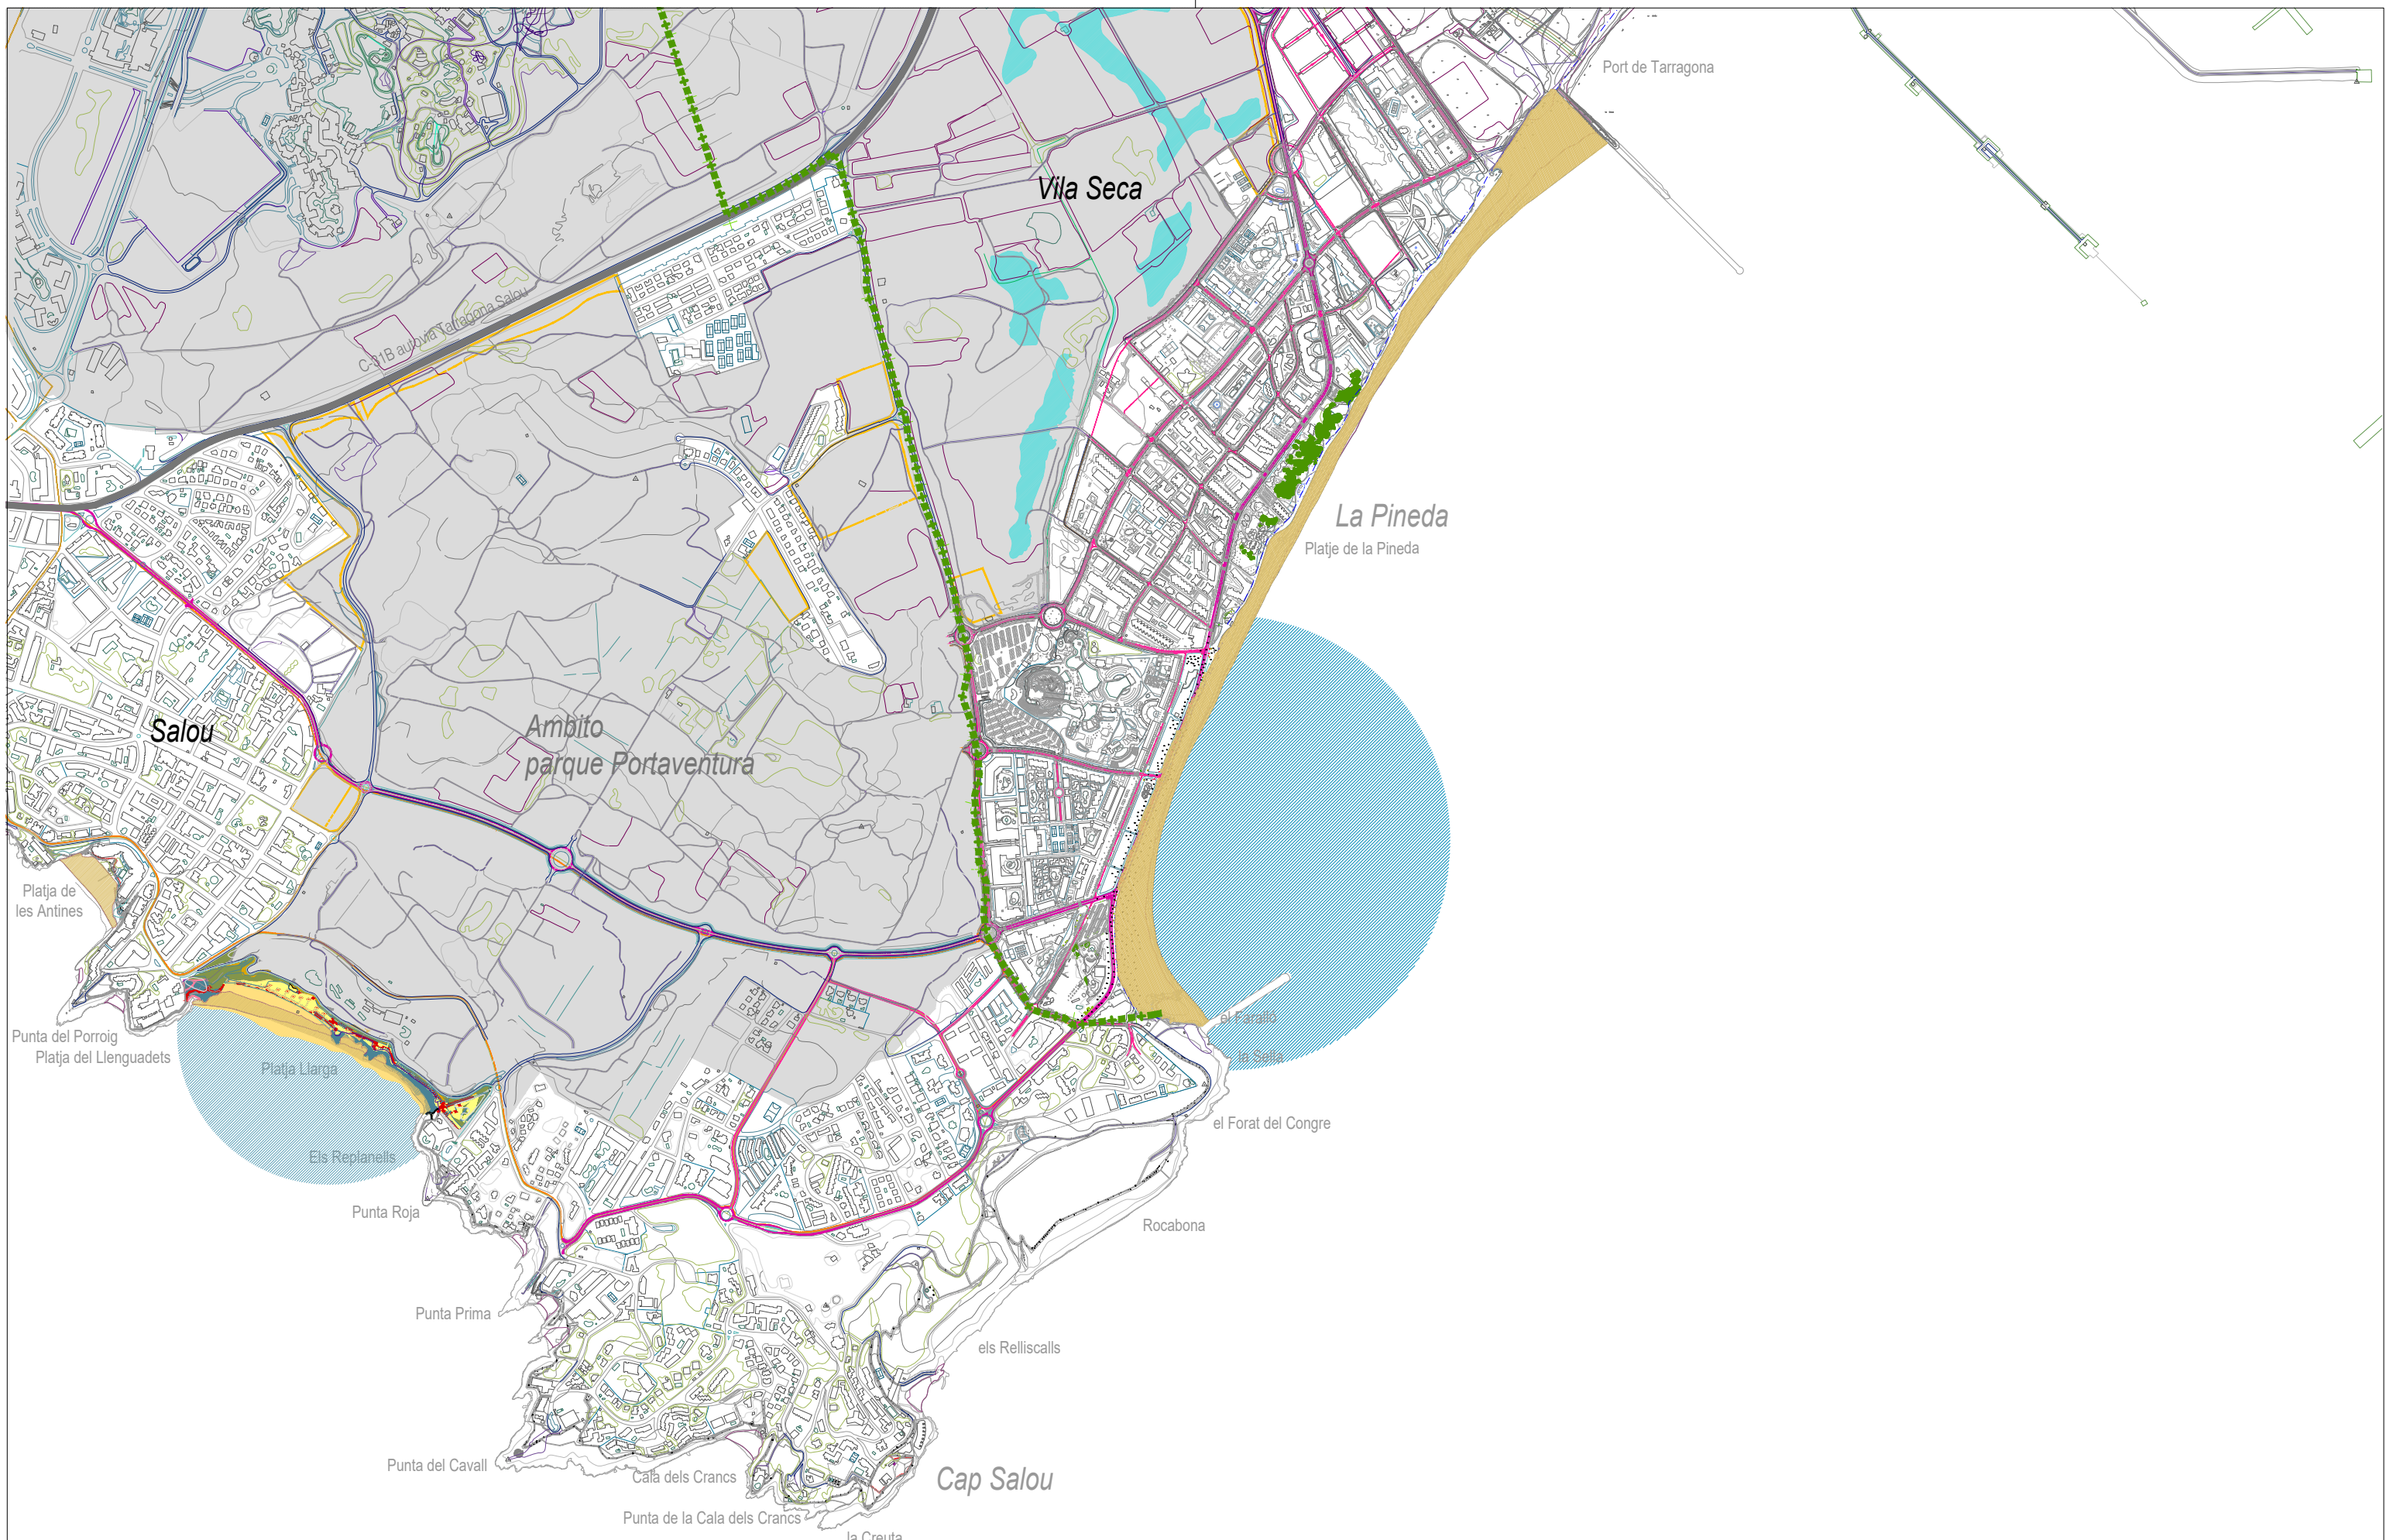 Port de Tarragona
Vila Seca
C-31B autovia Tarragona Salou
La Pineda
Platje de la Pineda
Salou
Ambito
parque Portaventura
Platja de
les Antines
Punta del Porroig
Platja del Llenguadets
Platja Llarga
el Faralló
la Sella
el Forat del Congre
Els Replanells
Punta Roja
Rocabona
Punta Prima
els Relliscalls
Punta del Cavall
Cala dels Crancs
Cap Salou
Punta de la Cala dels Crancs
la Creuta